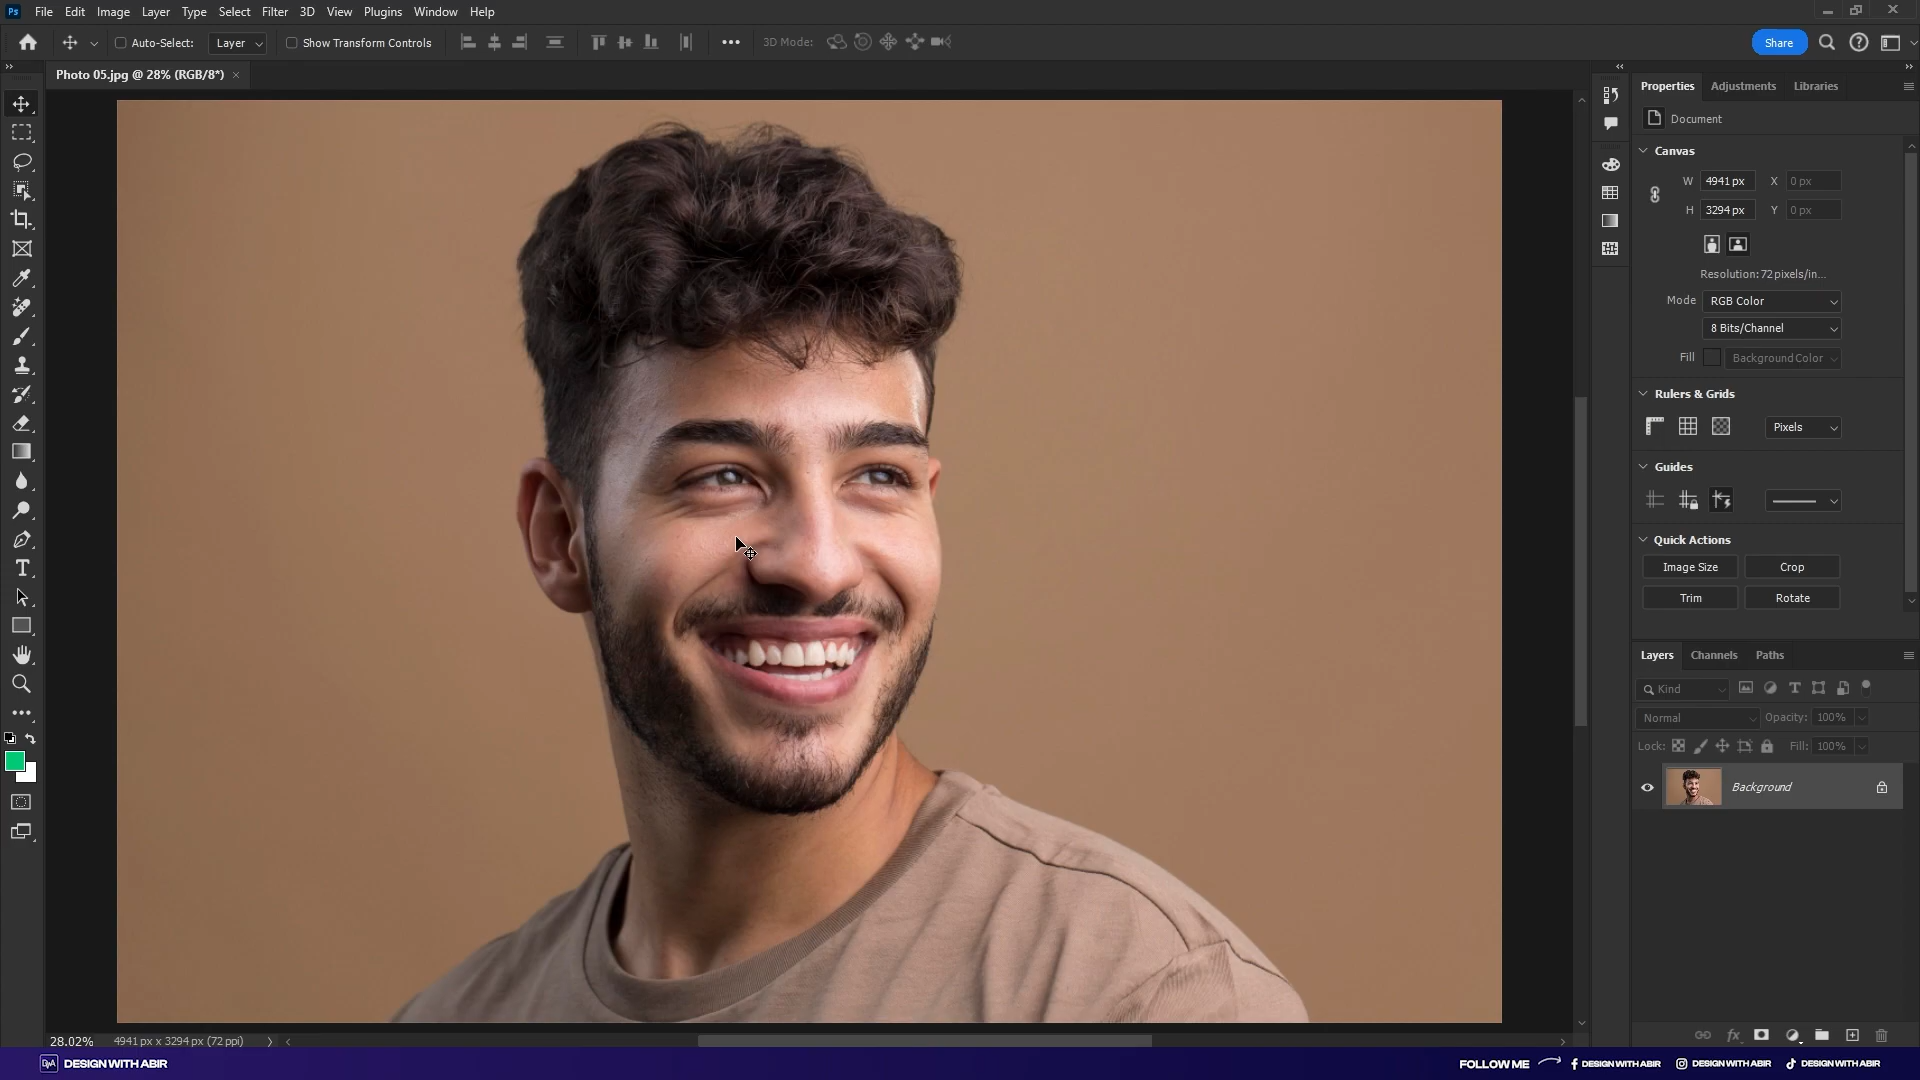 Ps File Edit Image Layer Type Select Filter 3D View Plugins Window Help
Auto-Select: Layer Show Transform Controls 3D Mode: Share
Photo 05.jpg @ 28% (RGB/8*)
Properties Adjustments Libraries
Document
Canvas
W 4941 px X 0 px
H 3294 px Y 0 px
Resolution: 72 pixels/in...
Mode RGB Color
8 Bits/Channel
Fill Background Color
Rulers & Grids
Pixels
Guides
Quick Actions
Image Size Crop
Trim Rotate
Layers Channels Paths
Kind
Normal Opacity: 100%
Lock: Fill: 100%
Background
28.02% 4941 px x 3294 px (72 ppi)
DESIGN WITH ABIR FOLLOW ME DESIGN WITH ABIR DESIGN WITH ABIR DESIGN WITH ABIR